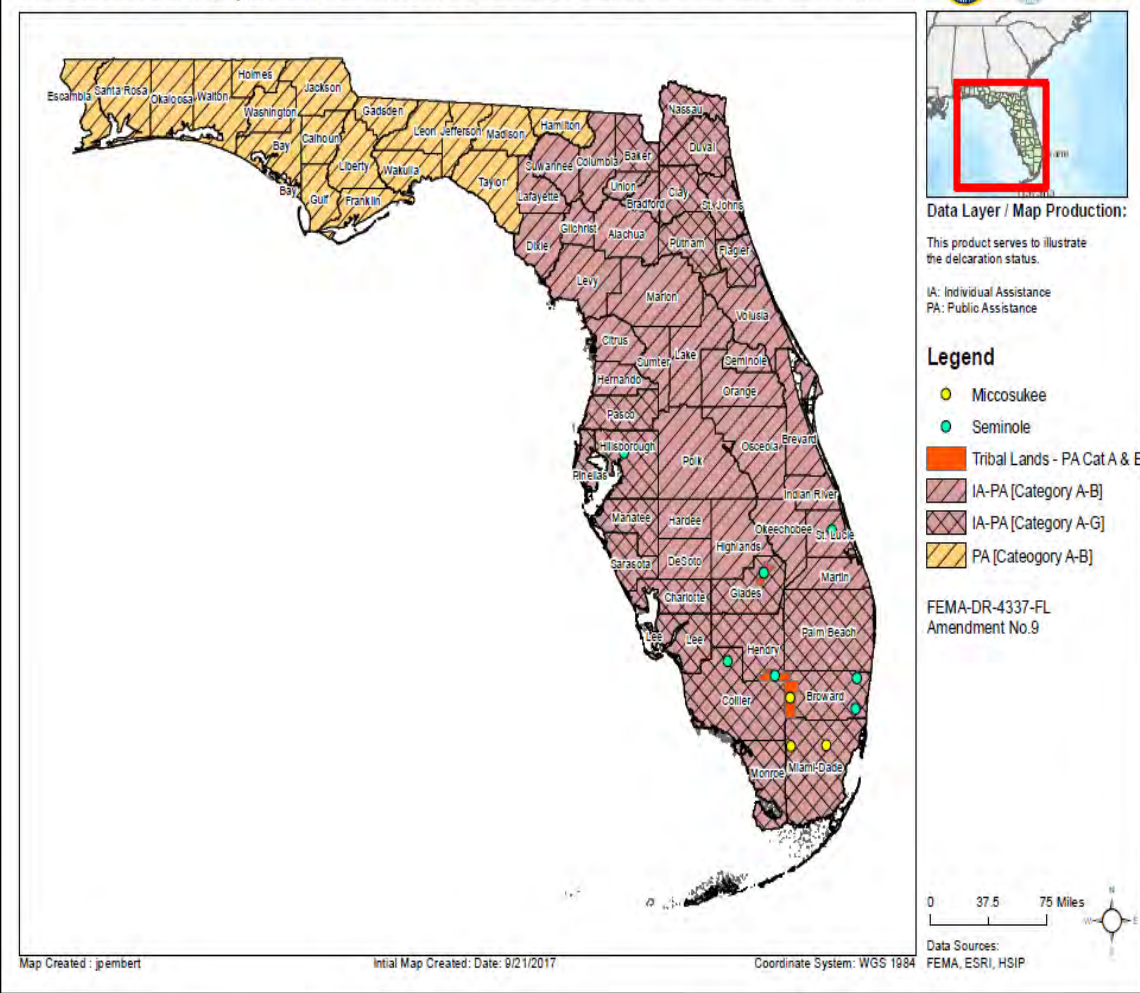 Escambia
Santa Rosa
Okaloosa
Walton
Holmes
Washington
Jackson
Bay
Calhoun
Bay
Gulf
Liberty
Franklin
Gadsden
Wakulla
Leon
Jefferson
Madison
Taylor
Hamilton
Suwannee
Columbia
Baker
Nassau
Duval
Lafayette
Union
Bradford
Clay
St. Johns
Dixie
Gilchrist
Alachua
Putnam
Flagler
Levy
Marion
Volusia
Citrus
Sumter
Lake
Seminole
Hernando
Orange
Pasco
Hillsborough
Pinellas
Polk
Osceola
Brevard
Indian River
Manatee
Hardee
Okeechobee
St. Lucie
Highlands
Sarasota
DeSoto
Martin
Charlotte
Glades
Palm Beach
Lee
Lee
Hendry
Collier
Broward
Monroe
Miami-Dade
Data Layer / Map Production:
This product serves to illustrate
the delcaration status.
IA: Individual Assistance
PA: Public Assistance
Legend
Miccosukee
Seminole
Tribal Lands - PA Cat A &
IA-PA [Category A-B]
IA-PA [Category A-G]
PA [Cateogory A-B]
FEMA-DR-4337-FL
Amendment No.9
0 37.5 75 Miles
N
W E
Data Sources:
FEMA, ESRI, HSIP
Map Created : jpembert
Intial Map Created: Date: 9/21/2017
Coordinate System: WGS 1984